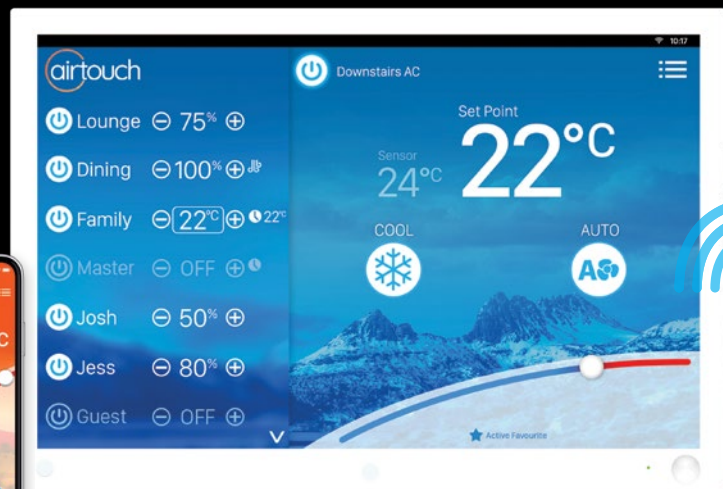 10:17
airtouch
Lounge 75%
Dining 100%
Family 22°C 22°
Master OFF
Josh 50%
Jess 80%
Guest OFF
Downstairs AC
Set Point
22°C
Sensor
24°C
COOL
AUTO
A
Active Favourite
C